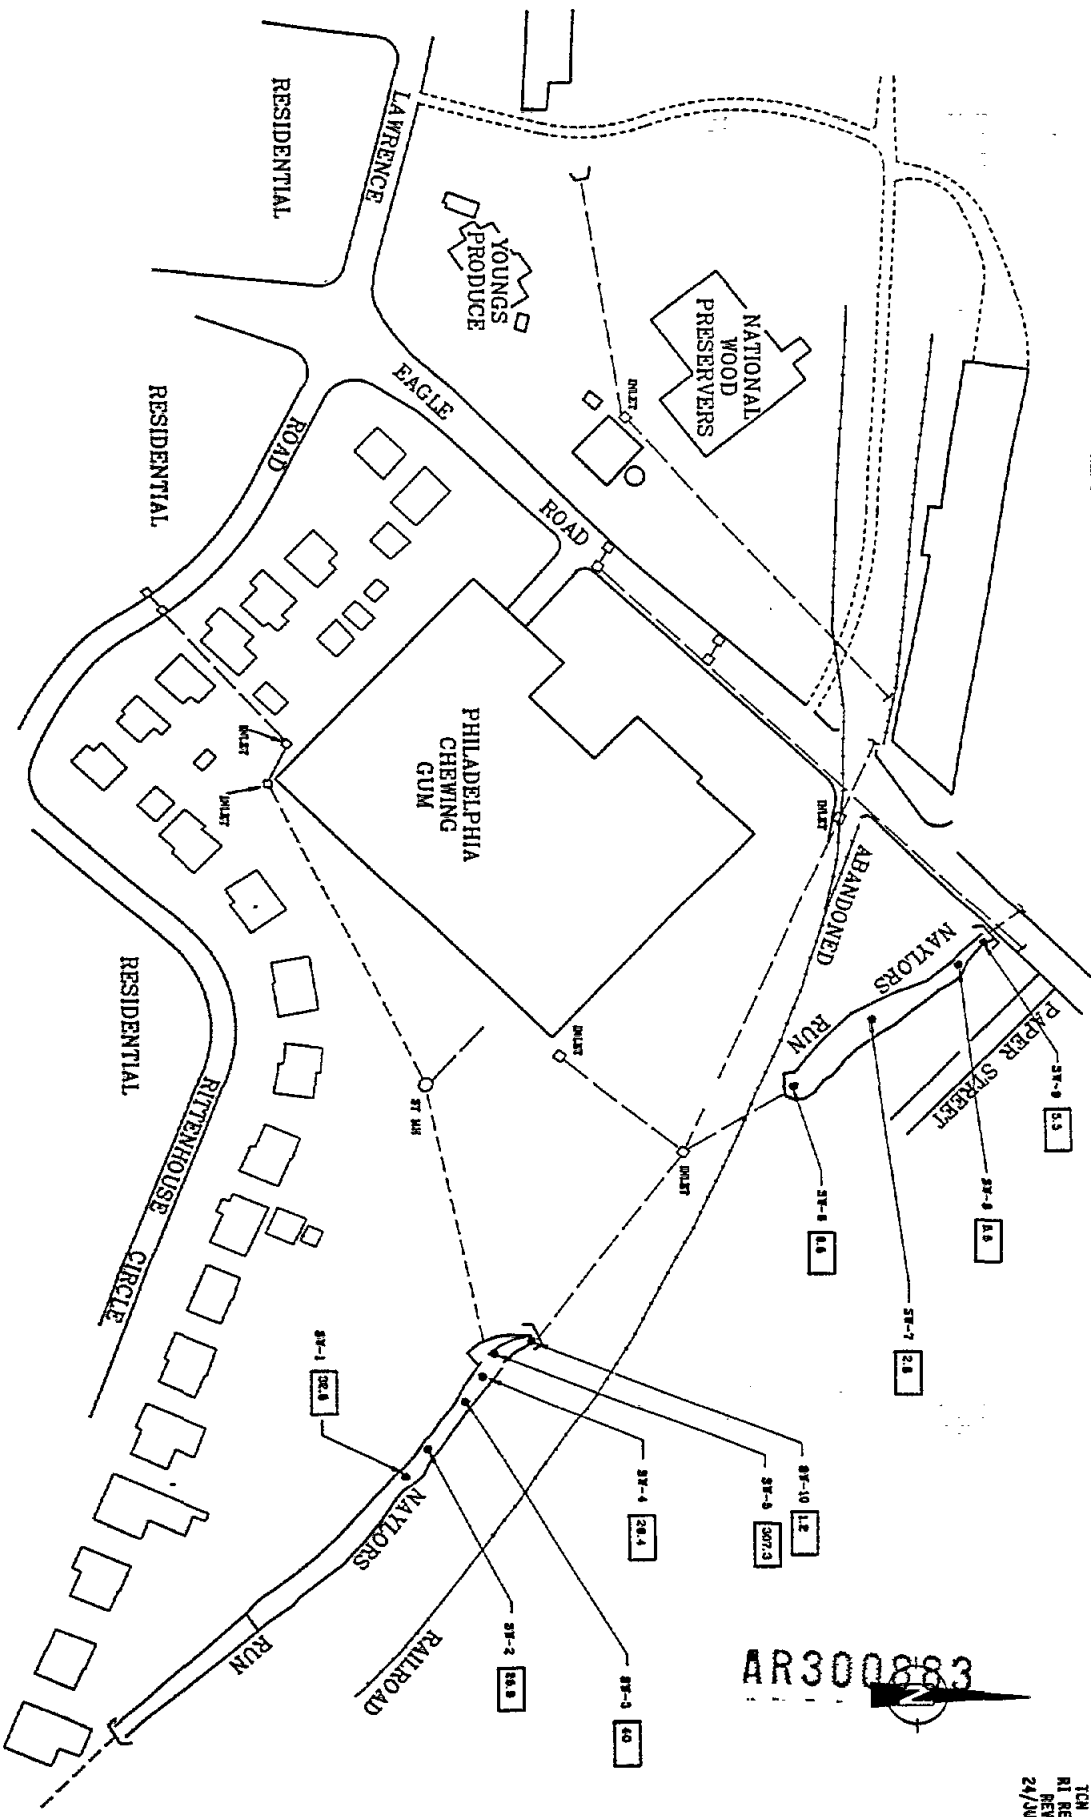 RESIDENTIAL
LAWRENCE
YOUNGS
PRODUCE
NATIONAL
WOOD
PRESERVERS
INLET
EAGLE
ROAD
RESIDENTIAL
ROAD
INLET
INLET
PHILADELPHIA
CHEWING
GUM
INLET
ABANDONED
NAYLORS
RUN
PAPER STREET
SW-9 5.5
SW-8
SW-7
SW-6
INLET
INLET
ST MH
RESIDENTIAL
RITTENHOUSE
CIRCLE
SW-1
SW-10
SW-5 307.3
SW-4 28.4
SW-3 40
SW-2
NAYLORS
RUN
RAILROAD
AR300883
N